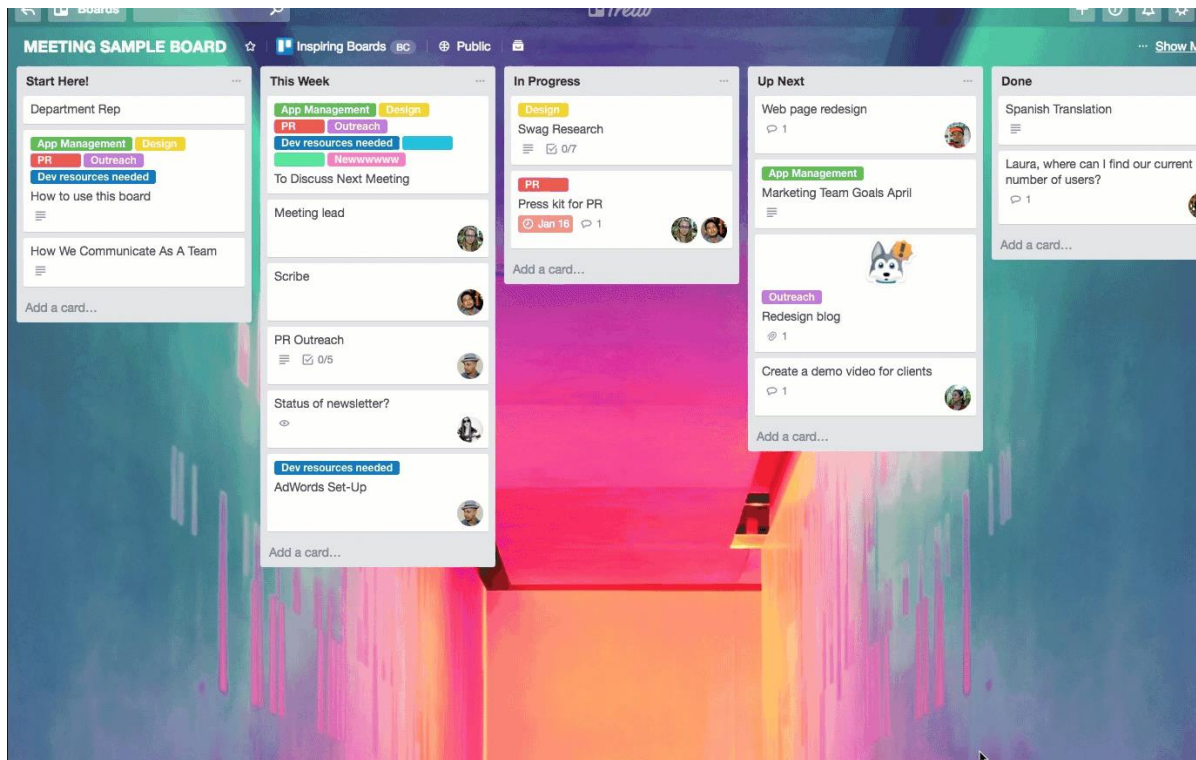 Boards
Trello
MEETING SAMPLE BOARD
Inspiring Boards BC
Public
... Show
Start Here!
Department Rep
App Management Design
PR Outreach
Dev resources needed
How to use this board
How We Communicate As A Team
Add a card...
This Week
App Management Design
PR Outreach
Dev resources needed
Newwwwww
To Discuss Next Meeting
Meeting lead
Scribe
PR Outreach
0/5
Status of newsletter?
Dev resources needed
AdWords Set-Up
Add a card...
In Progress
Design
Swag Research
0/7
PR
Press kit for PR
Jan 16 1
Add a card...
Up Next
Web page redesign
1
App Management
Marketing Team Goals April
Outreach
Redesign blog
1
Create a demo video for clients
1
Add a card...
Done
Spanish Translation
Laura, where can I find our current
number of users?
1
Add a card...